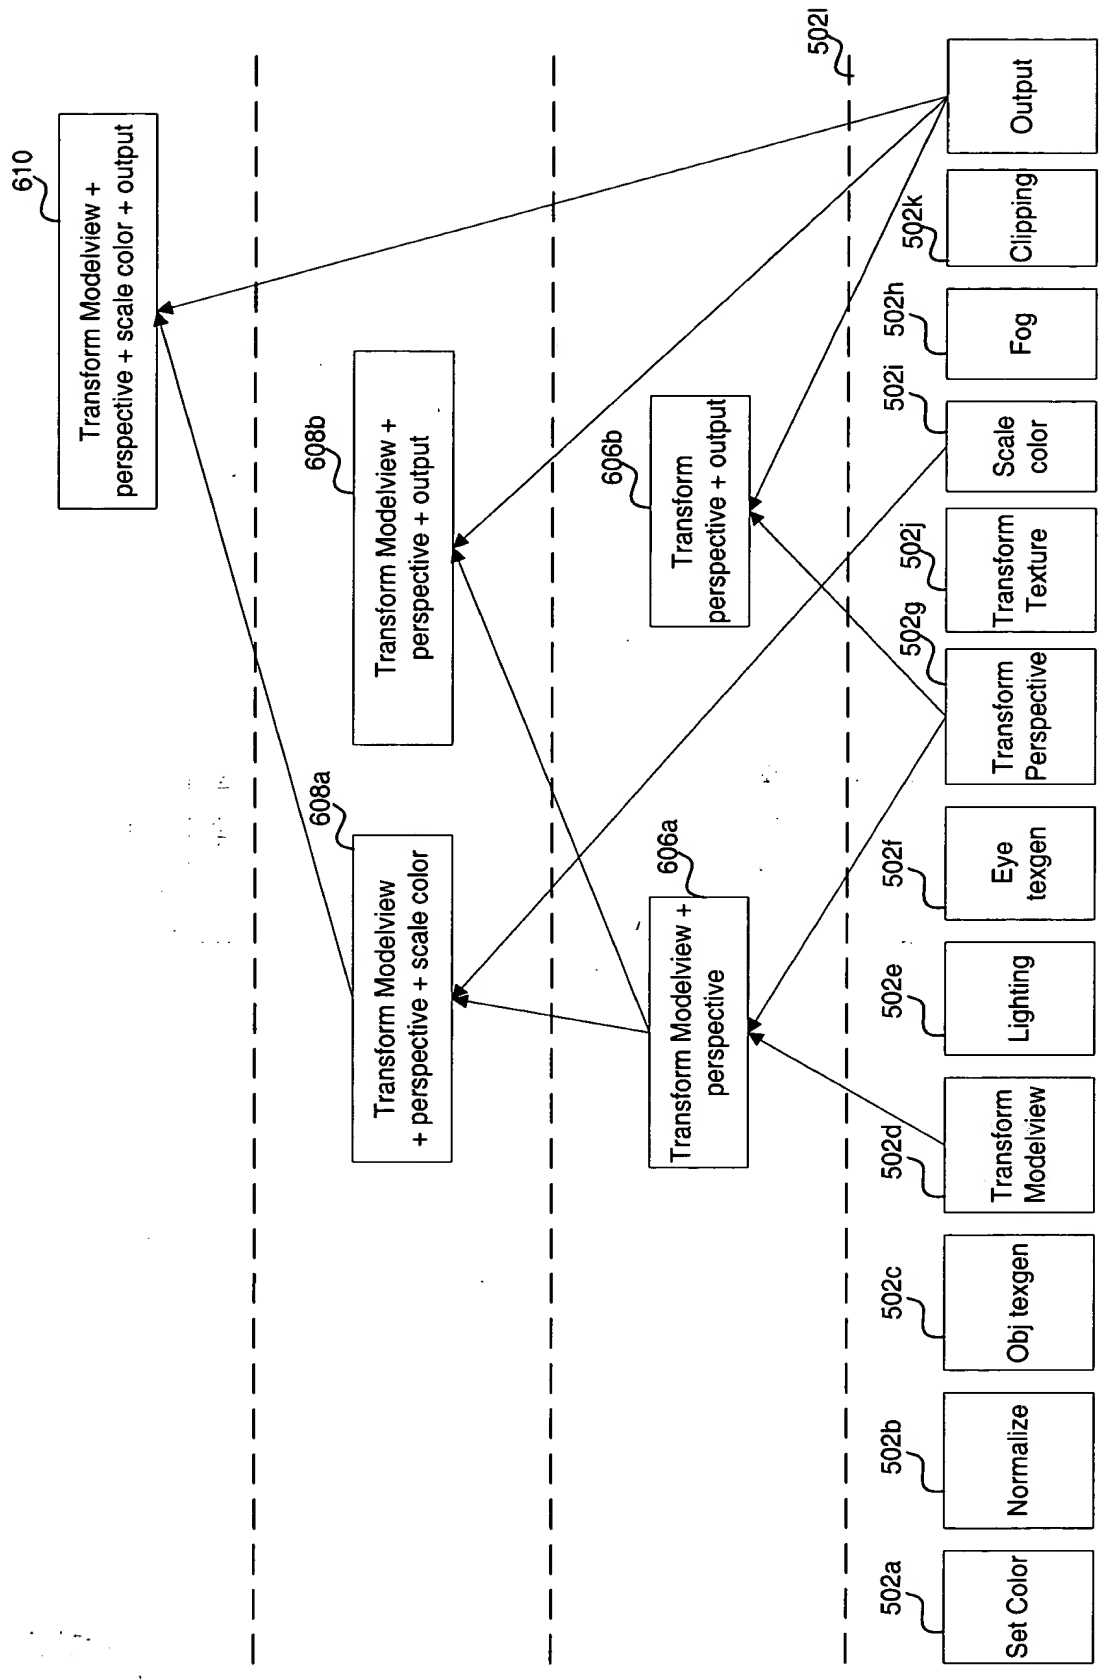 610
Transform Modelview +
perspective + scale color + output
608a
Transform Modelview
+ perspective + scale color
608b
Transform Modelview +
perspective + output
606a
Transform Modelview +
perspective
606b
Transform
perspective + output
502a
Set Color
502b
Normalize
502c
Obj texgen
502d
Transform
Modelview
502e
Lighting
502f
Eye
texgen
502g
Transform
Perspective
502j
Transform
Texture
502i
Scale
color
502h
Fog
502k
Clipping
502l
Output